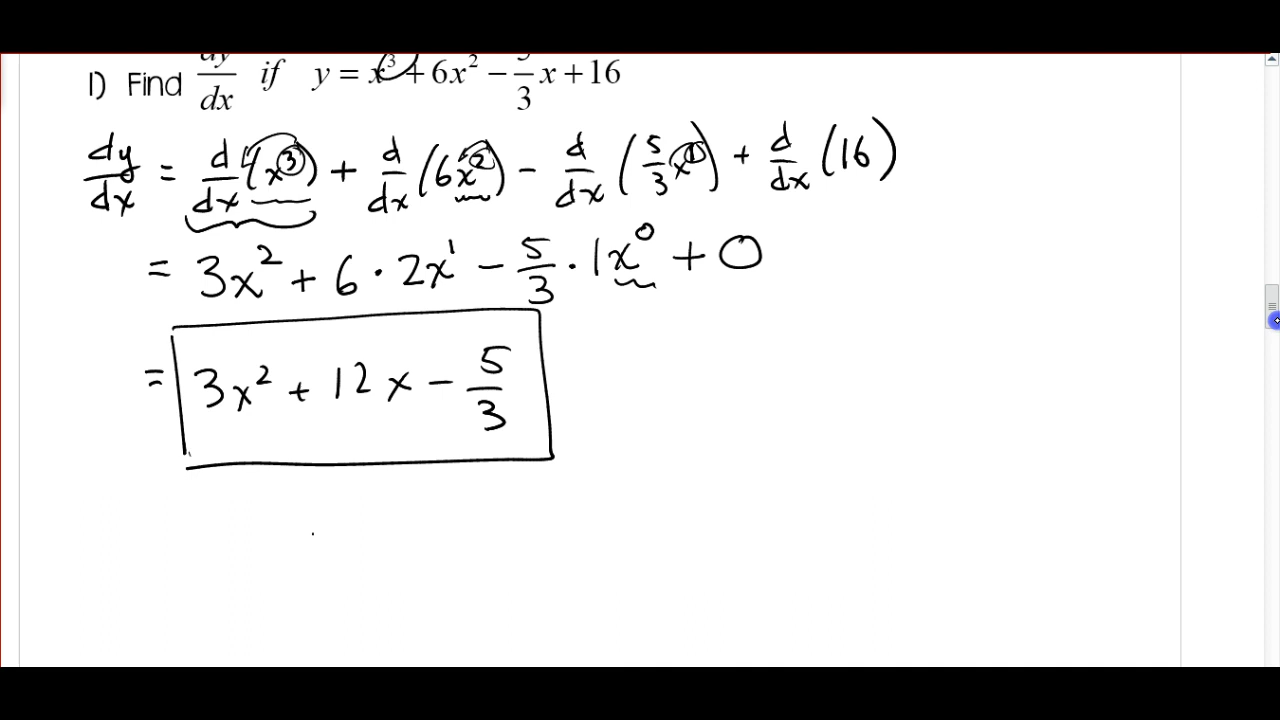 1) Find dy/dx if y = x³ + 6x² − 5/3 x + 16
dy/dx = d/dx (x³) + d/dx (6x²) − d/dx (5/3 x¹) + d/dx (16)
= 3x² + 6 · 2x¹ − 5/3 · 1x⁰ + 0
= 3x² + 12x − 5/3